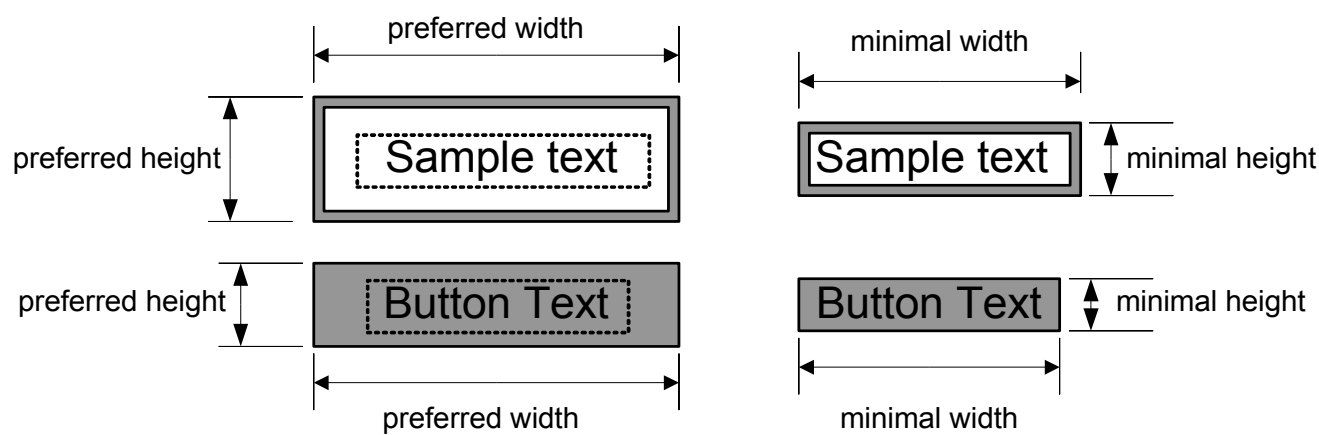 preferred width
minimal width
preferred height
Sample text
Sample text
minimal height
preferred height
Button Text
Button Text
minimal height
preferred width
minimal width